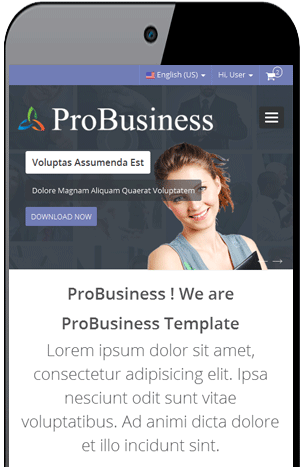 English (US) Hi, User 2
ProBusiness
Voluptas Assumenda Est
Dolore Magnam Aliquam Quaerat Voluptatem
DOWNLOAD NOW
ProBusiness ! We are
ProBusiness Template
Lorem ipsum dolor sit amet,
consectetur adipisicing elit. Ipsa
nesciunt odit sunt vitae
voluptatibus. Ad animi dicta dolore
et illo incidunt sint.